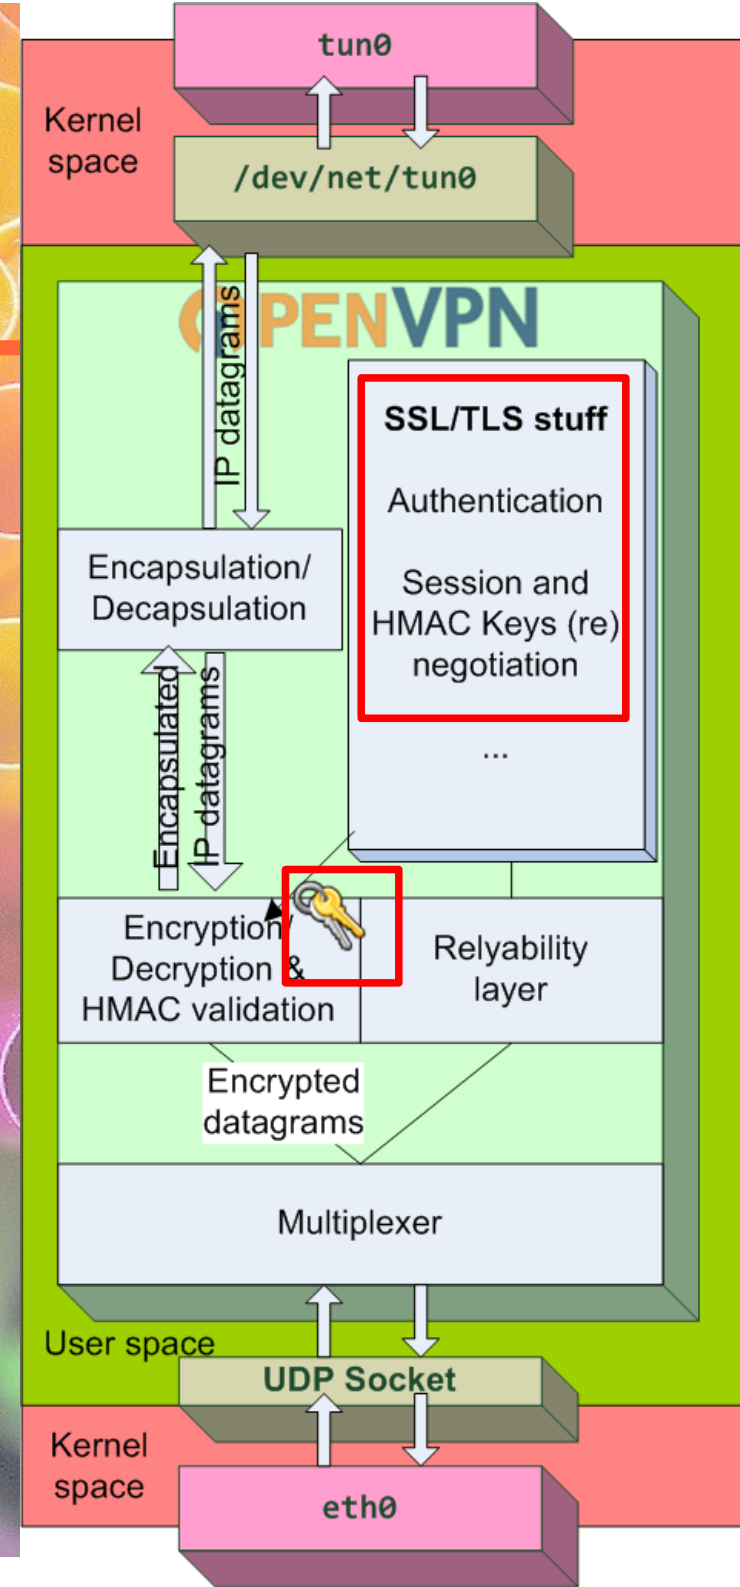 tun0
Kernel
space
/dev/net/tun0
OPENVPN
IP datagrams
SSL/TLS stuff
Authentication
Session and
HMAC Keys (re)
negotiation
...
Encapsulation/
Decapsulation
Encapsulated
IP datagrams
Encryption/
Decryption &
HMAC validation
Relyability
layer
Encrypted
datagrams
Multiplexer
User space
UDP Socket
Kernel
space
eth0